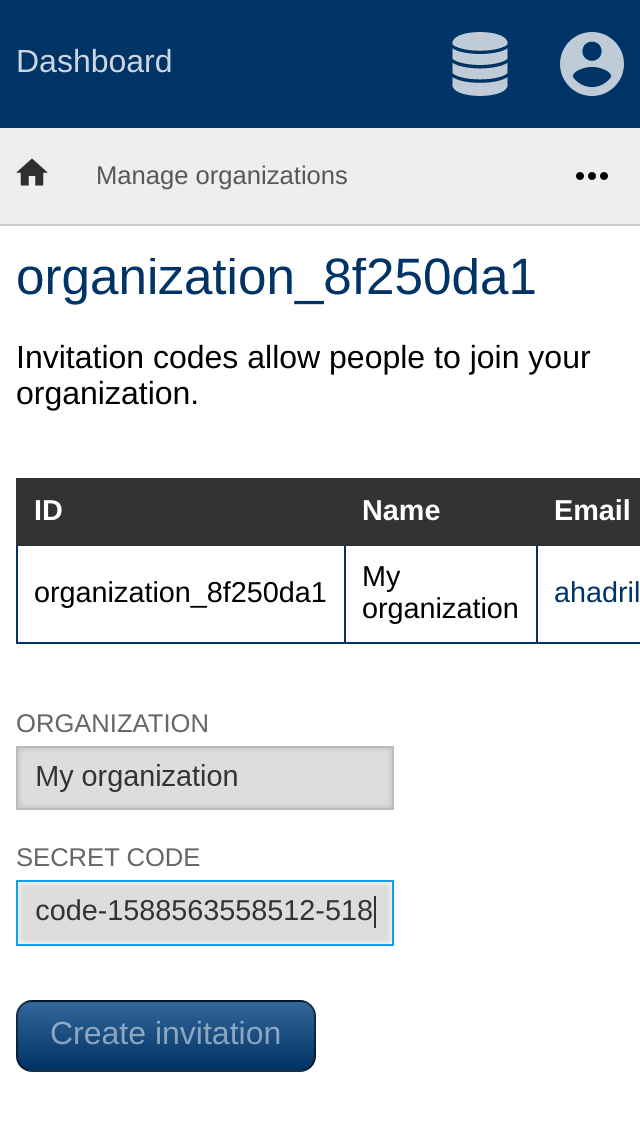 Dashboard
Manage organizations
organization_8f250da1
Invitation codes allow people to join your
organization.
ID Name Email
organization_8f250da1 My organization ahadril
ORGANIZATION
My organization
SECRET CODE
code-1588563558512-518
Create invitation